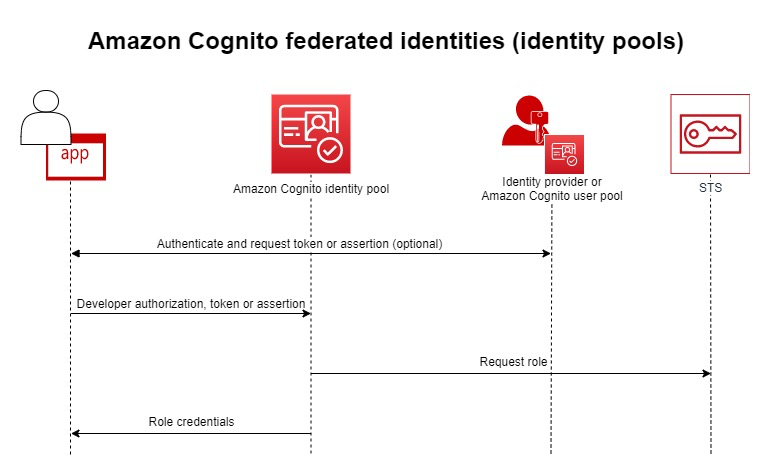 Amazon Cognito federated identities (identity pools)
app
Amazon Cognito identity pool
Identity provider or
Amazon Cognito user pool
STS
Authenticate and request token or assertion (optional)
Developer authorization, token or assertion
Request role
Role credentials